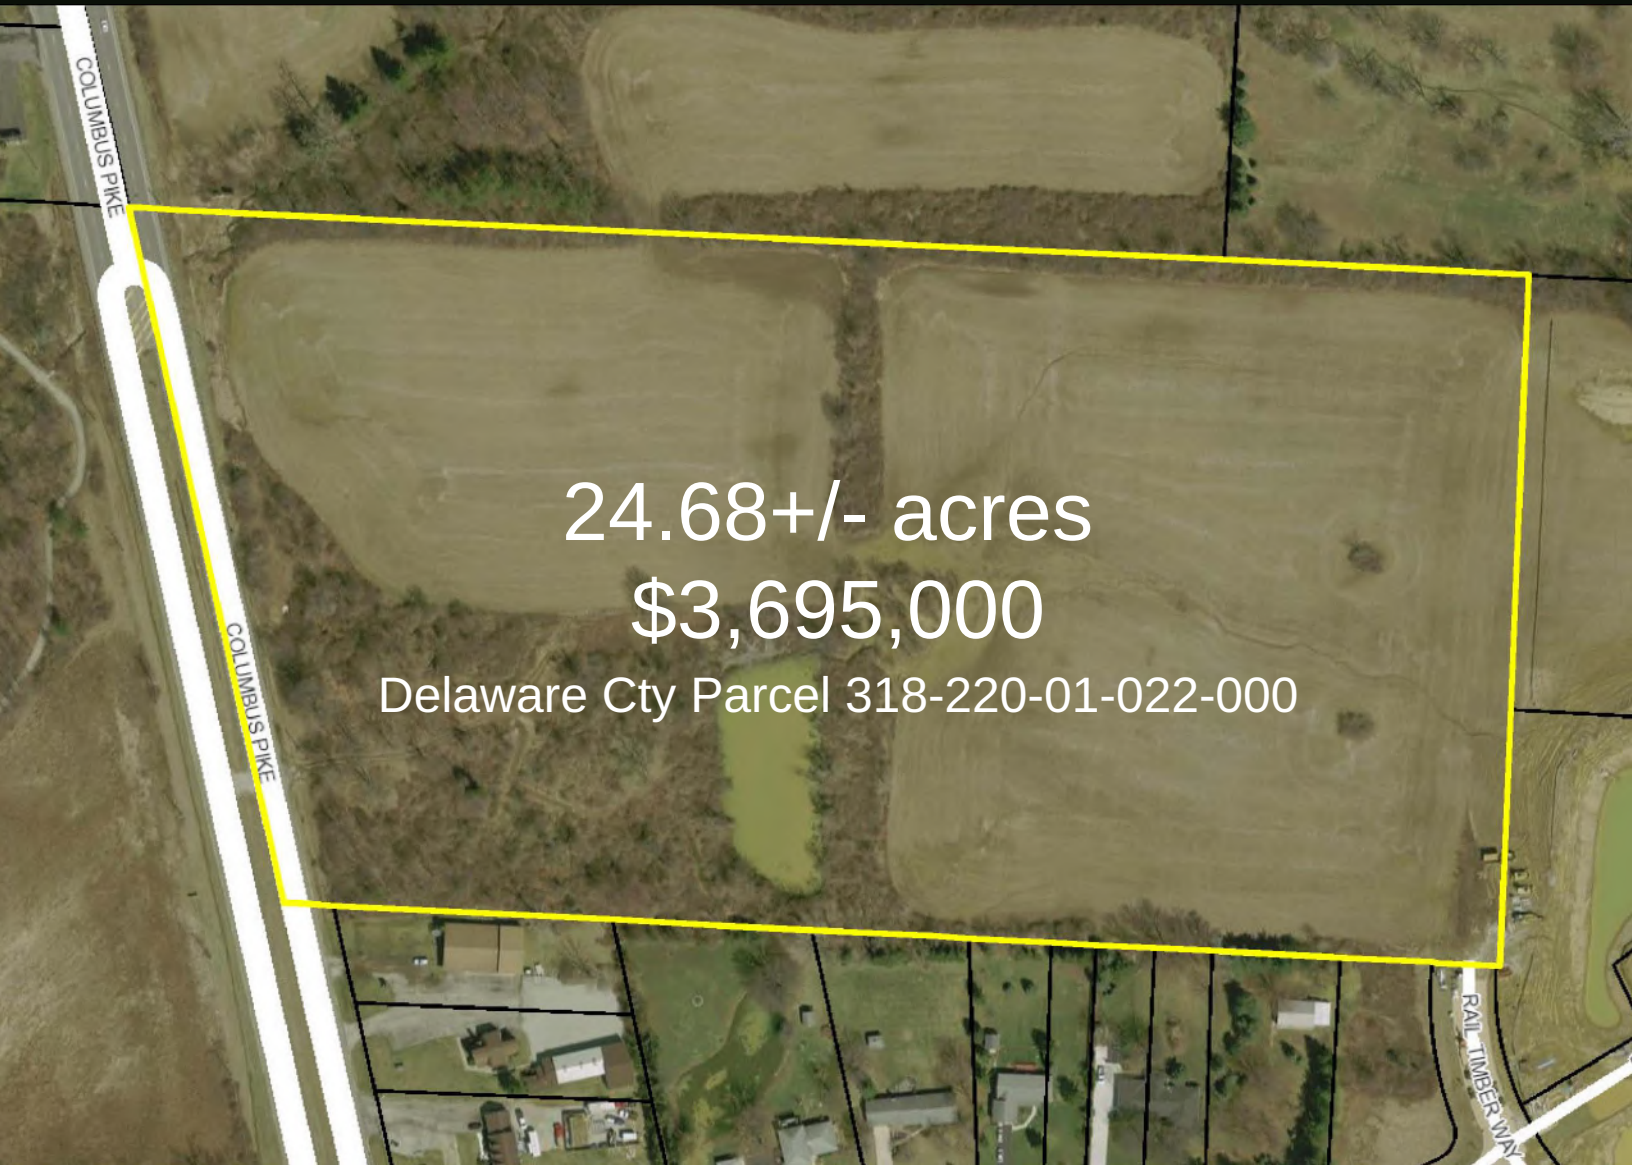 COLUMBUS PIKE
24.68+/- acres
$3,695,000
Delaware Cty Parcel 318-220-01-022-000
COLUMBUS PIKE
RAIL TIMBER WAY